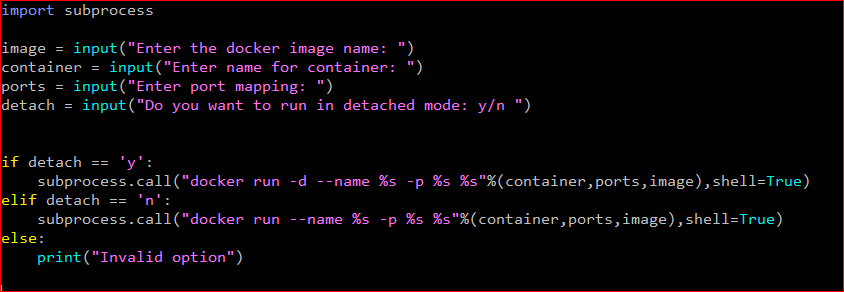 import subprocess
image = input("Enter the docker image name: ")
container = input("Enter name for container: ")
ports = input("Enter port mapping: ")
detach = input("Do you want to run in detached mode: y/n ")
if detach == 'y':
    subprocess.call("docker run -d --name %s -p %s %s"%(container,ports,image),shell=True)
elif detach == 'n':
    subprocess.call("docker run --name %s -p %s %s"%(container,ports,image),shell=True)
else:
    print("Invalid option")